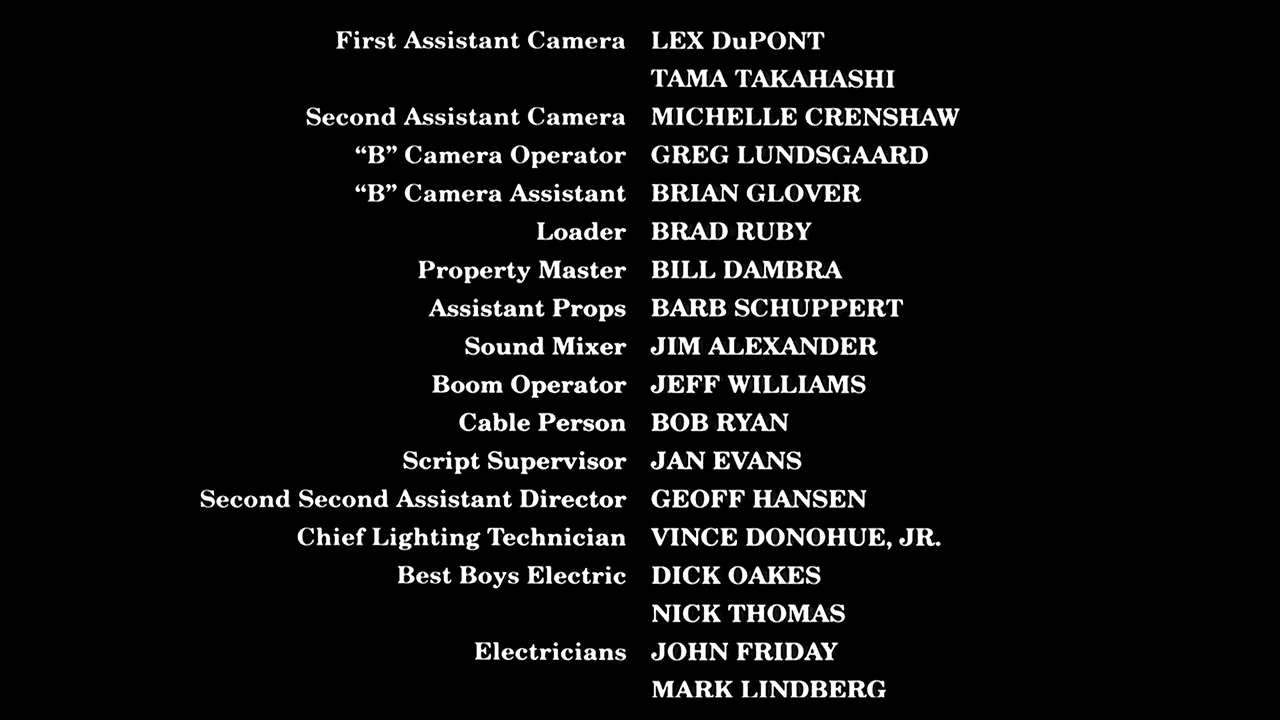 First Assistant Camera LEX DuPONT
TAMA TAKAHASHI
Second Assistant Camera MICHELLE CRENSHAW
“B” Camera Operator GREG LUNDSGAARD
“B” Camera Assistant BRIAN GLOVER
Loader BRAD RUBY
Property Master BILL DAMBRA
Assistant Props BARB SCHUPPERT
Sound Mixer JIM ALEXANDER
Boom Operator JEFF WILLIAMS
Cable Person BOB RYAN
Script Supervisor JAN EVANS
Second Second Assistant Director GEOFF HANSEN
Chief Lighting Technician VINCE DONOHUE, JR.
Best Boys Electric DICK OAKES
NICK THOMAS
Electricians JOHN FRIDAY
MARK LINDBERG